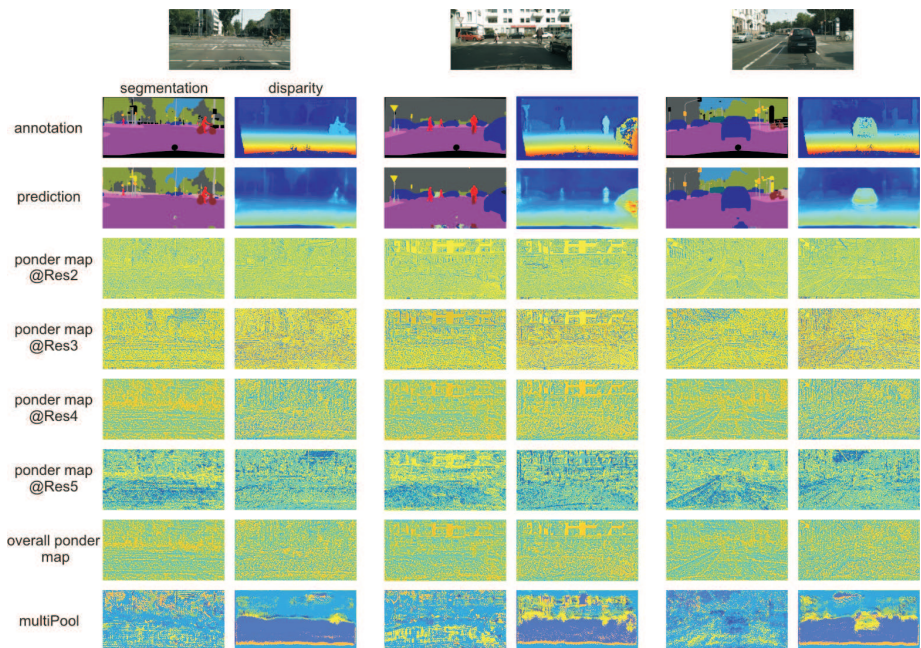 segmentation disparity
annotation
prediction
ponder map
@Res2
ponder map
@Res3
ponder map
@Res4
ponder map
@Res5
overall ponder
map
multiPool